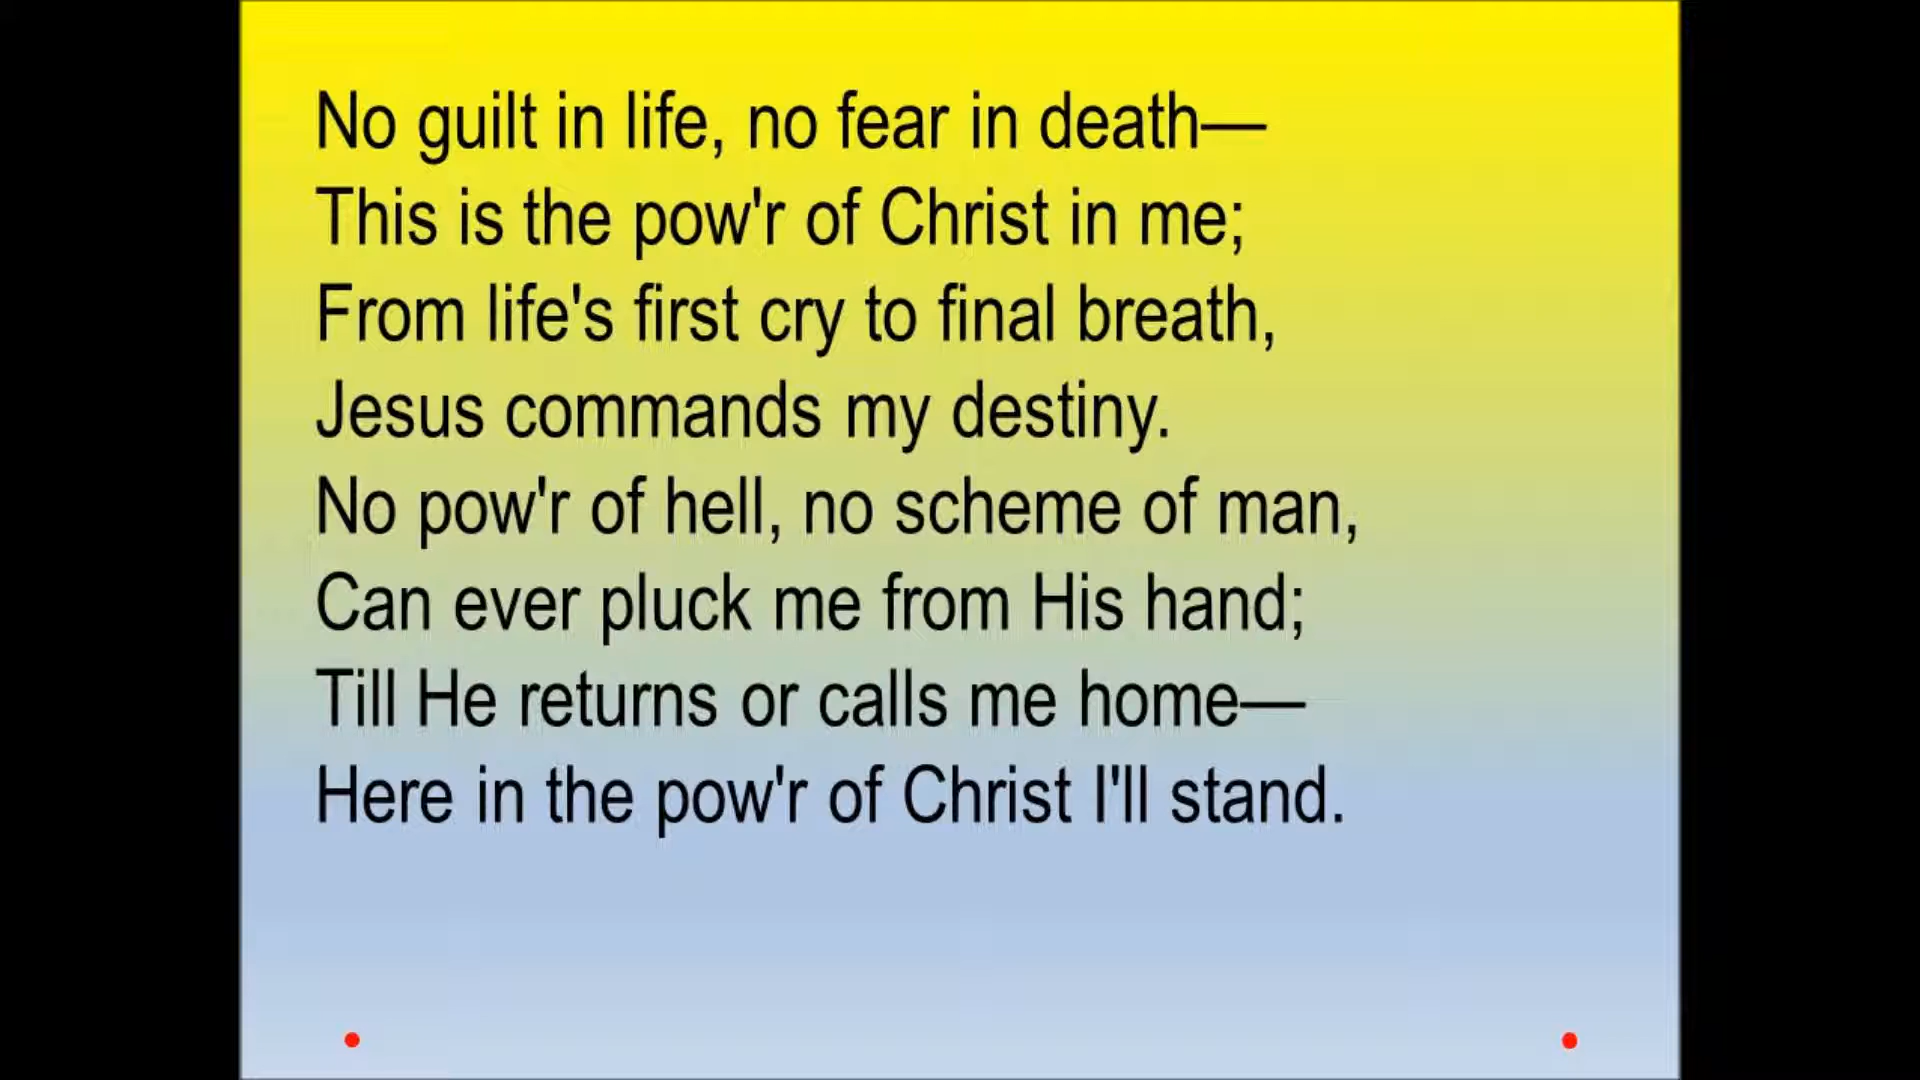 No guilt in life, no fear in death—
This is the pow'r of Christ in me;
From life's first cry to final breath,
Jesus commands my destiny.
No pow'r of hell, no scheme of man,
Can ever pluck me from His hand;
Till He returns or calls me home—
Here in the pow'r of Christ I'll stand.